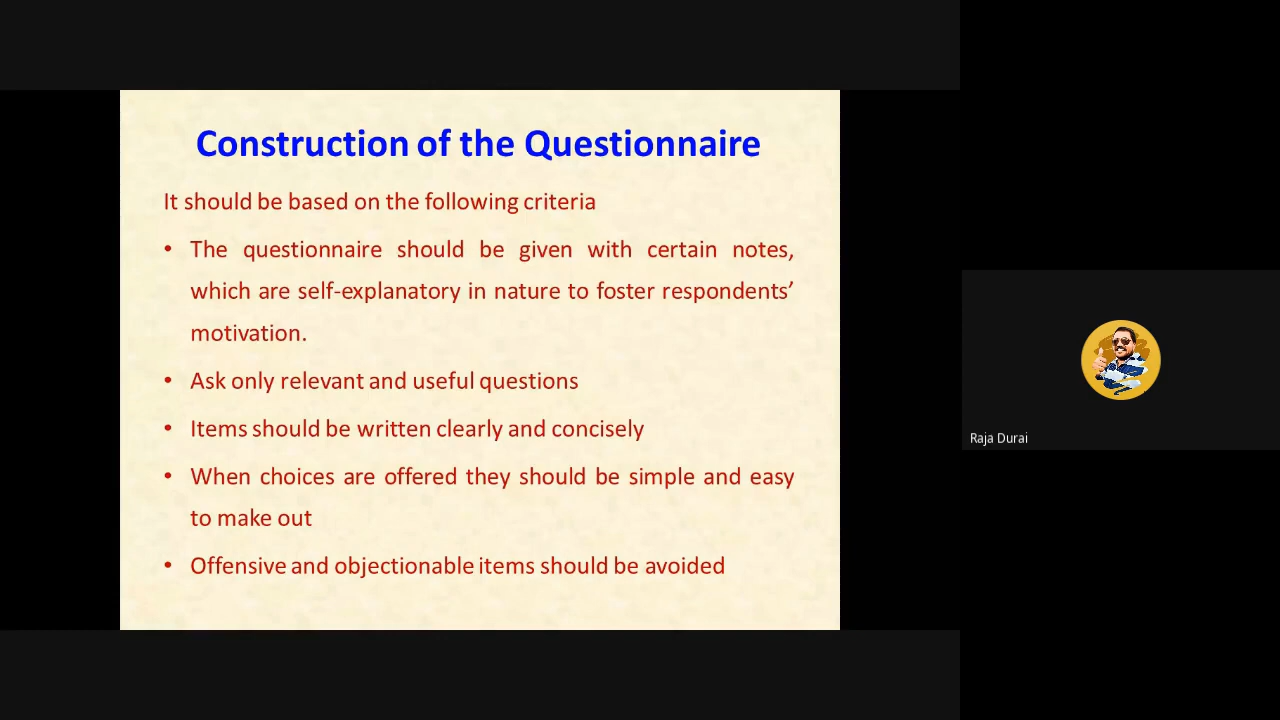 Construction of the Questionnaire
It should be based on the following criteria
• The questionnaire should be given with certain notes,
which are self-explanatory in nature to foster respondents’
motivation.
• Ask only relevant and useful questions
• Items should be written clearly and concisely
• When choices are offered they should be simple and easy
to make out
• Offensive and objectionable items should be avoided
Raja Durai